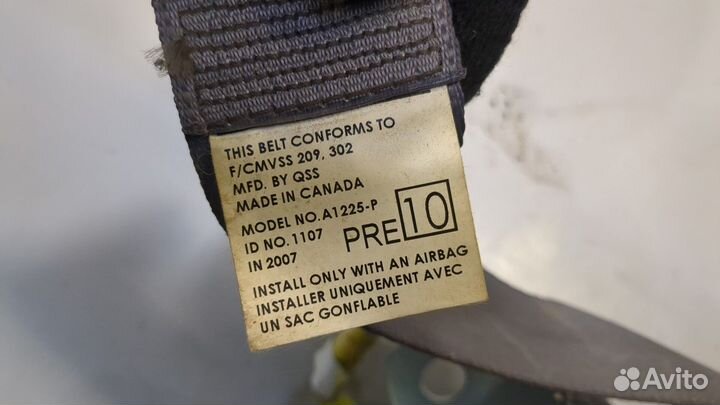 THIS BELT CONFORMS TO
F/CMVSS 209, 302
MFD. BY QSS
MADE IN CANADA
MODEL NO.A1225-P
ID NO.1107
IN 2007
PRE 10
INSTALL ONLY WITH AN AIRBAG
INSTALLER UNIQUEMENT AVEC
UN SAC GONFLABLE
Avito